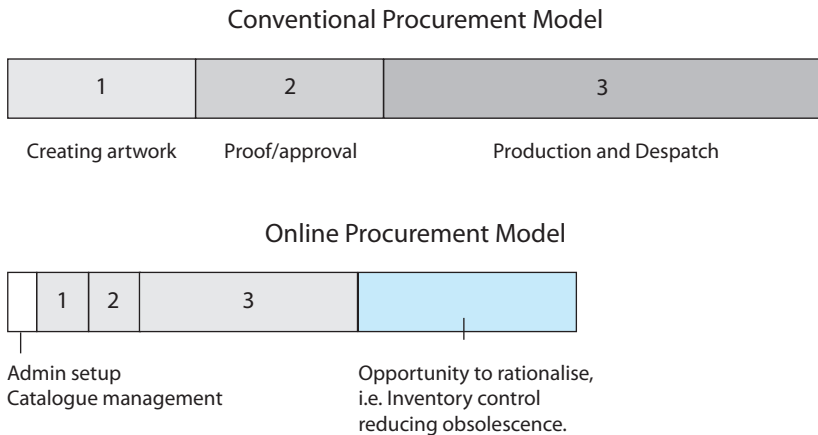 Conventional Procurement Model
1 2 3
Creating artwork Proof/approval Production and Despatch
Online Procurement Model
1 2 3
Admin setup
Catalogue management
Opportunity to rationalise,
i.e. Inventory control
reducing obsolescence.